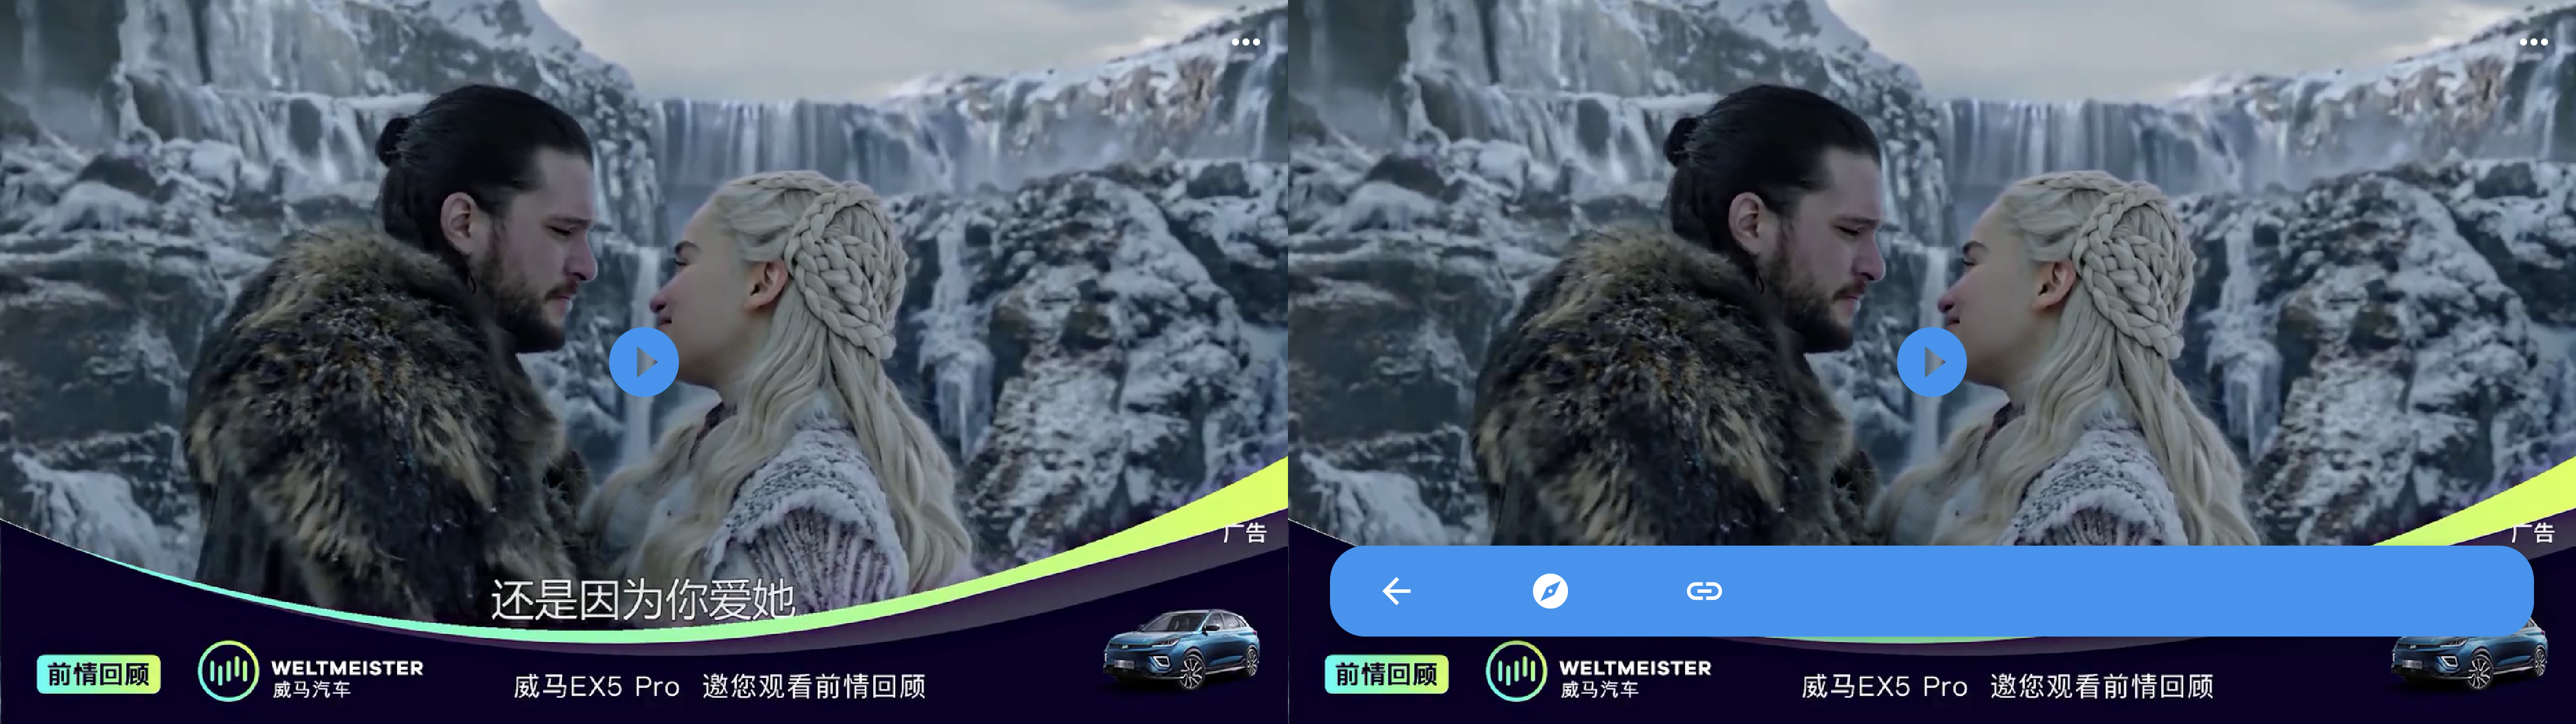 广告
还是因为你爱她
前情回顾
WELTMEISTER
威马汽车
威马EX5 Pro 邀您观看前情回顾
广告
前情回顾
WELTMEISTER
威马汽车
威马EX5 Pro 邀您观看前情回顾